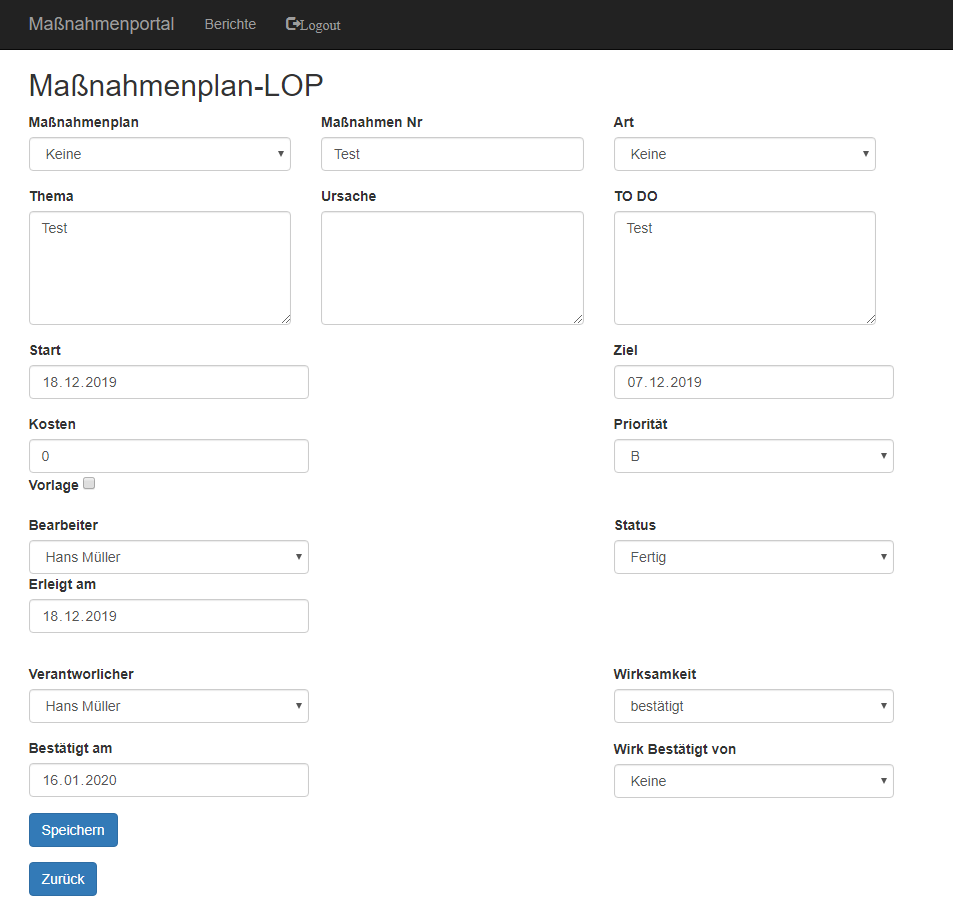 Maßnahmenportal Berichte Logout
Maßnahmenplan-LOP
Maßnahmenplan Maßnahmen Nr Art
Keine Test Keine
Thema Ursache TO DO
Test Test
Start Ziel
18.12.2019 07.12.2019
Kosten Priorität
0 B
Vorlage
Bearbeiter Status
Hans Müller Fertig
Erleigt am
18.12.2019
Verantworlicher Wirksamkeit
Hans Müller bestätigt
Bestätigt am Wirk Bestätigt von
16.01.2020 Keine
Speichern
Zurück